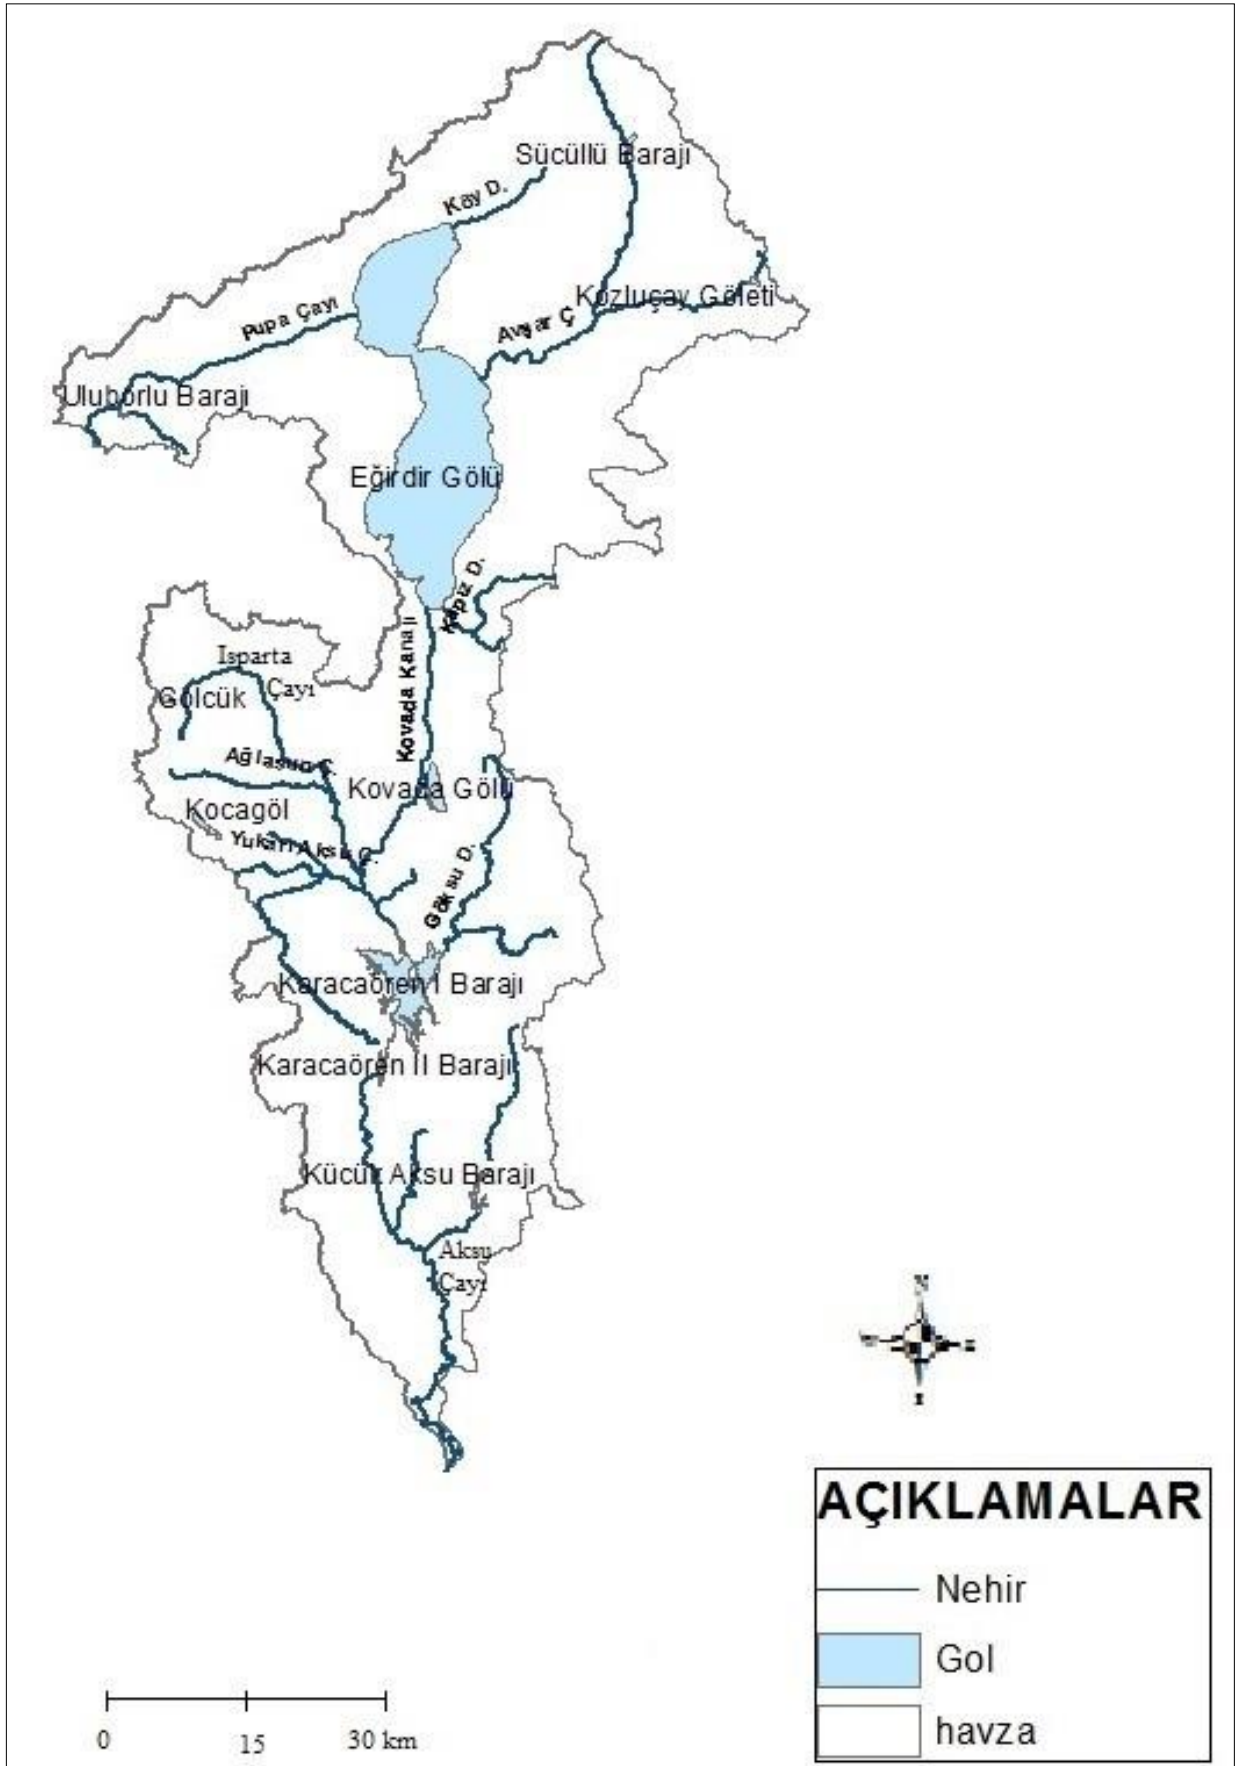 Sücüllü Barajı
Köy D.
Kozluçay Göleti
Pupa Çayı
Avşar Ç
Uluborlu Barajı
Eğirdir Gölü
Kapız D.
Kovada Kanalı
Isparta
Çayı
Gölcük
Ağlasun Ç.
Kovada Gölü
Kocagöl
Yukarı Aksu Ç.
Göksu D.
Karacaören I Barajı
Karacaören II Barajı
Kücük Aksu Barajı
Aksu
Çayı
N
AÇIKLAMALAR
Nehir
Gol
havza
0 15 30 km